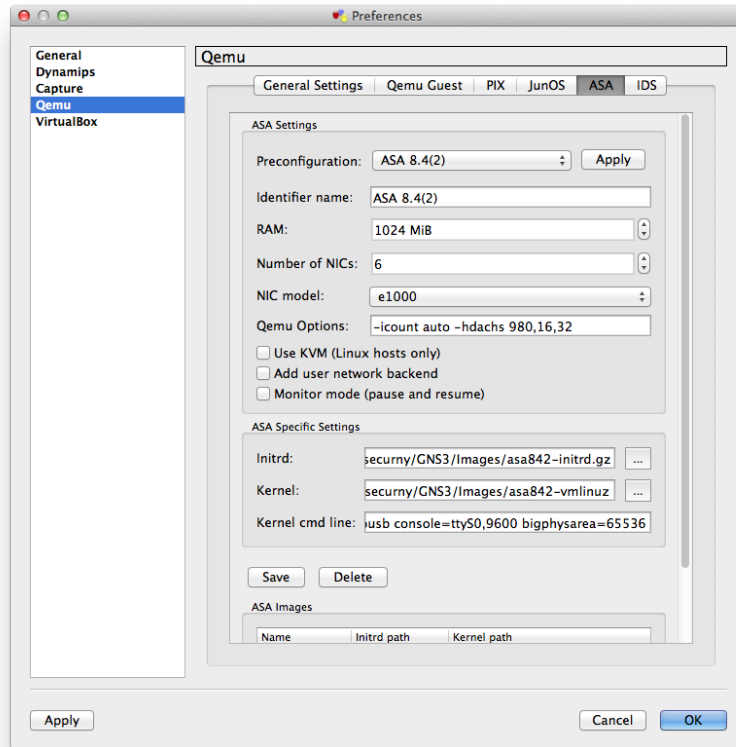 Preferences
General
Dynamips
Capture
Qemu
VirtualBox
Qemu
General Settings Qemu Guest PIX JunOS ASA IDS
ASA Settings
Preconfiguration: ASA 8.4(2) Apply
Identifier name: ASA 8.4(2)
RAM: 1024 MiB
Number of NICs: 6
NIC model: e1000
Qemu Options: -icount auto -hdachs 980,16,32
Use KVM (Linux hosts only)
Add user network backend
Monitor mode (pause and resume)
ASA Specific Settings
Initrd: securny/GNS3/Images/asa842-initrd.gz ...
Kernel: securny/GNS3/Images/asa842-vmlinuz ...
Kernel cmd line: usb console=ttyS0,9600 bigphysarea=65536
Save Delete
ASA Images
Name Initrd path Kernel path
Apply Cancel OK